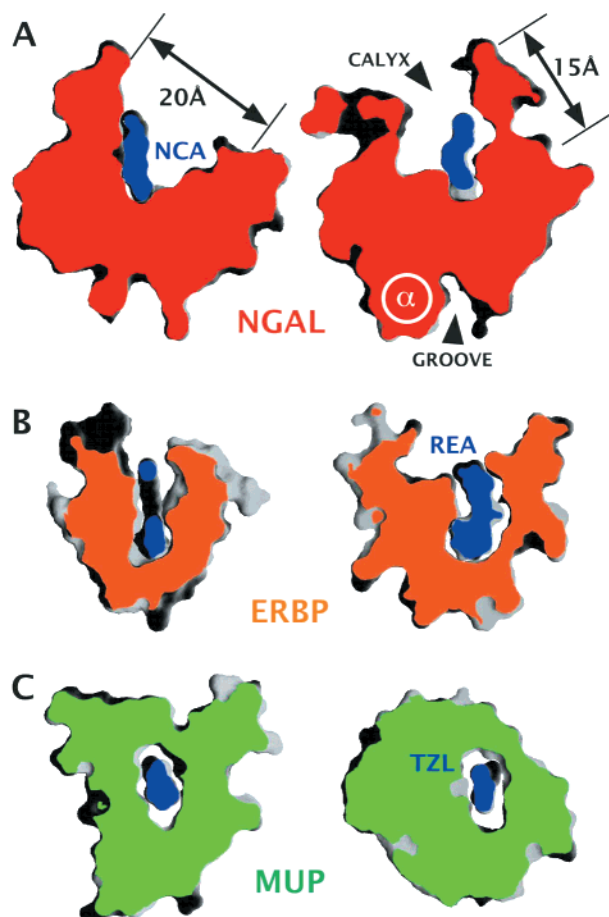 A
20Å
NCA
CALYX
15Å
α
NGAL
GROOVE
B
REA
ERBP
C
TZL
MUP